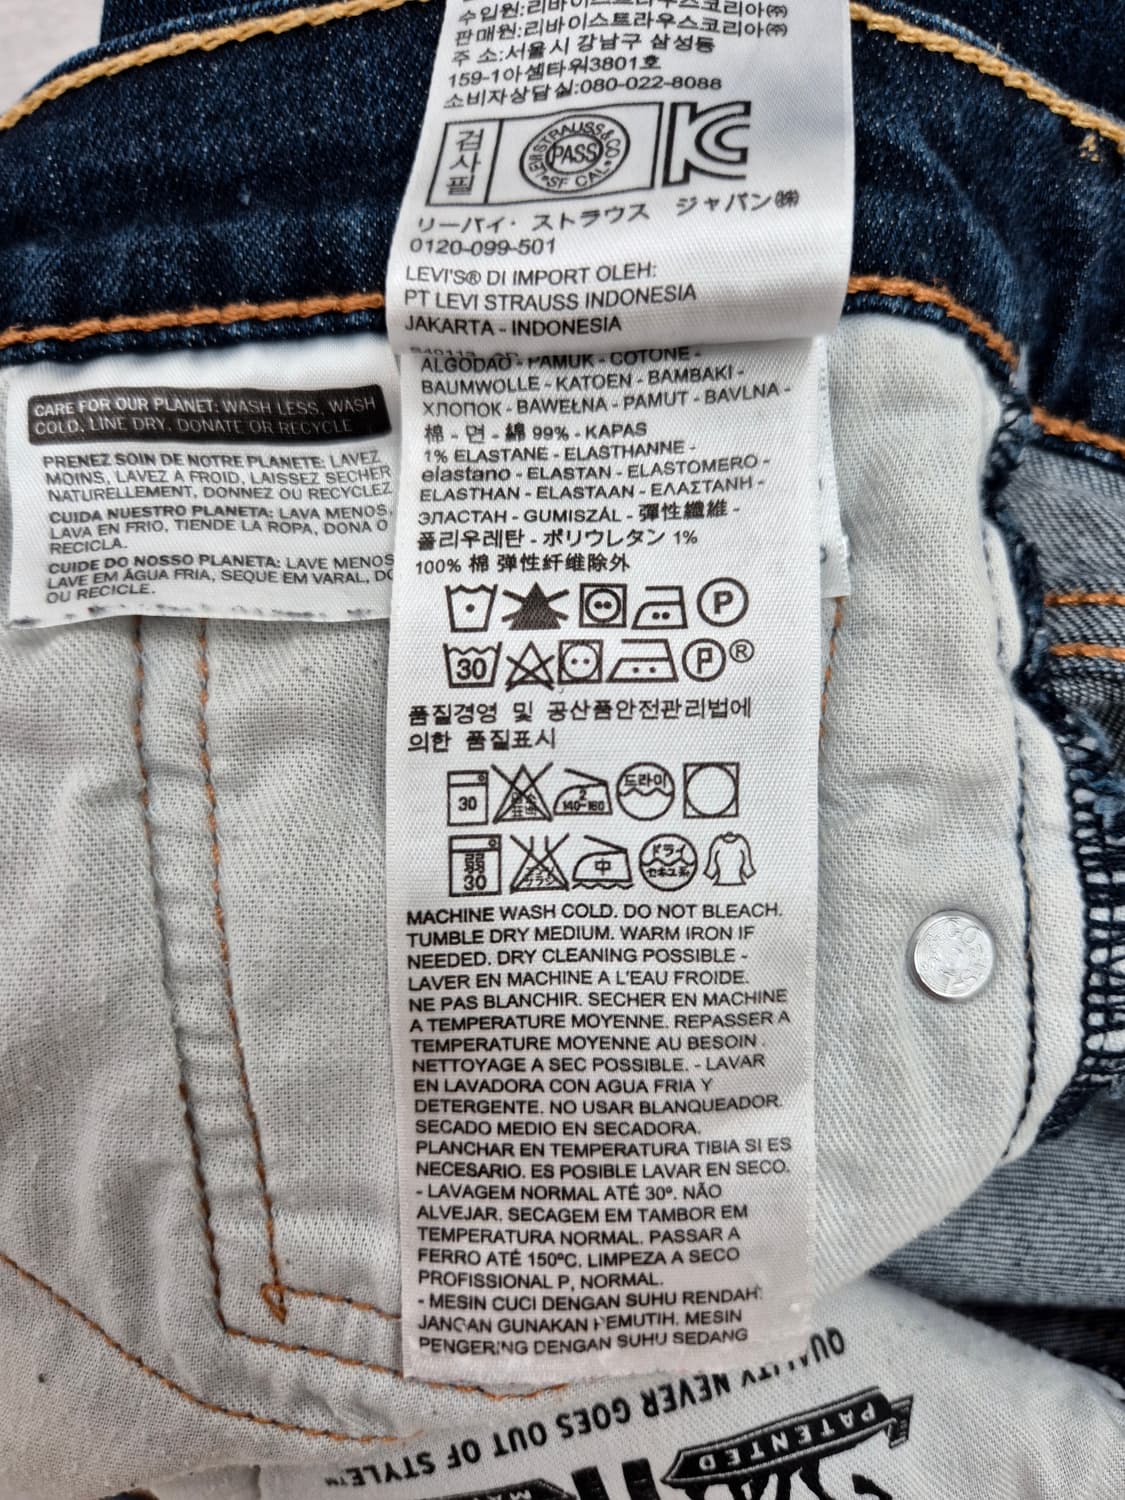 수입원:리바이스트라우스코리아㈜
판매원:리바이스트라우스코리아㈜
주 소:서울시 강남구 삼성동
159-1아셈타워3801호
소비자상담실:080-022-8088
검사필
LEVI STRAUSS & CO
PASS
SF CAL
リーバイ・ストラウス ジャパン㈱
0120-099-501
LEVI'S® DI IMPORT OLEH:
PT LEVI STRAUSS INDONESIA
JAKARTA - INDONESIA
ALGODAO - PAMUK - COTONE -
BAUMWOLLE - KATOEN - BAMBAKI -
ХЛОПОК - BAWEŁNA - PAMUT - BAVLNA -
棉 - 면 - 綿 99% - KAPAS
1% ELASTANE - ELASTHANNE -
elastano - ELASTAN - ELASTOMERO -
ELASTHAN - ELASTAAN - ΕΛΑΣΤΑΝΗ -
ЭЛАСТАН - GUMISZÁL - 彈性纖維 -
폴리우레탄 - ポリウレタン 1%
100% 棉 弹性纤维除外
P
30 P ®
품질경영 및 공산품안전관리법에
의한 품질표시
30 2 140-160 드라이
弱 30 中 ドライ セキユ系
MACHINE WASH COLD. DO NOT BLEACH.
TUMBLE DRY MEDIUM. WARM IRON IF
NEEDED. DRY CLEANING POSSIBLE -
LAVER EN MACHINE A L'EAU FROIDE.
NE PAS BLANCHIR. SECHER EN MACHINE
A TEMPERATURE MOYENNE. REPASSER A
TEMPERATURE MOYENNE AU BESOIN .
NETTOYAGE A SEC POSSIBLE. - LAVAR
EN LAVADORA CON AGUA FRIA Y
DETERGENTE. NO USAR BLANQUEADOR.
SECADO MEDIO EN SECADORA.
PLANCHAR EN TEMPERATURA TIBIA SI ES
NECESARIO. ES POSIBLE LAVAR EN SECO.
- LAVAGEM NORMAL ATÉ 30º. NÃO
ALVEJAR. SECAGEM EM TAMBOR EM
TEMPERATURA NORMAL. PASSAR A
FERRO ATÉ 150ºC. LIMPEZA A SECO
PROFISSIONAL P, NORMAL.
- MESIN CUCI DENGAN SUHU RENDAH.
JANGAN GUNAKAN PEMUTIH. MESIN
PENGERING DENGAN SUHU SEDANG
CARE FOR OUR PLANET: WASH LESS, WASH
COLD, LINE DRY, DONATE OR RECYCLE
PRENEZ SOIN DE NOTRE PLANETE: LAVEZ
MOINS, LAVEZ A FROID, LAISSEZ SECHER
NATURELLEMENT, DONNEZ OU RECYCLEZ
CUIDA NUESTRO PLANETA: LAVA MENOS,
LAVA EN FRIO, TIENDE LA ROPA, DONA O
RECICLA.
CUIDE DO NOSSO PLANETA: LAVE MENOS
LAVE EM ÁGUA FRIA, SEQUE EM VARAL,
OU RECICLE.
QUALITY NEVER GOES OUT OF STYLE™
PATENTED